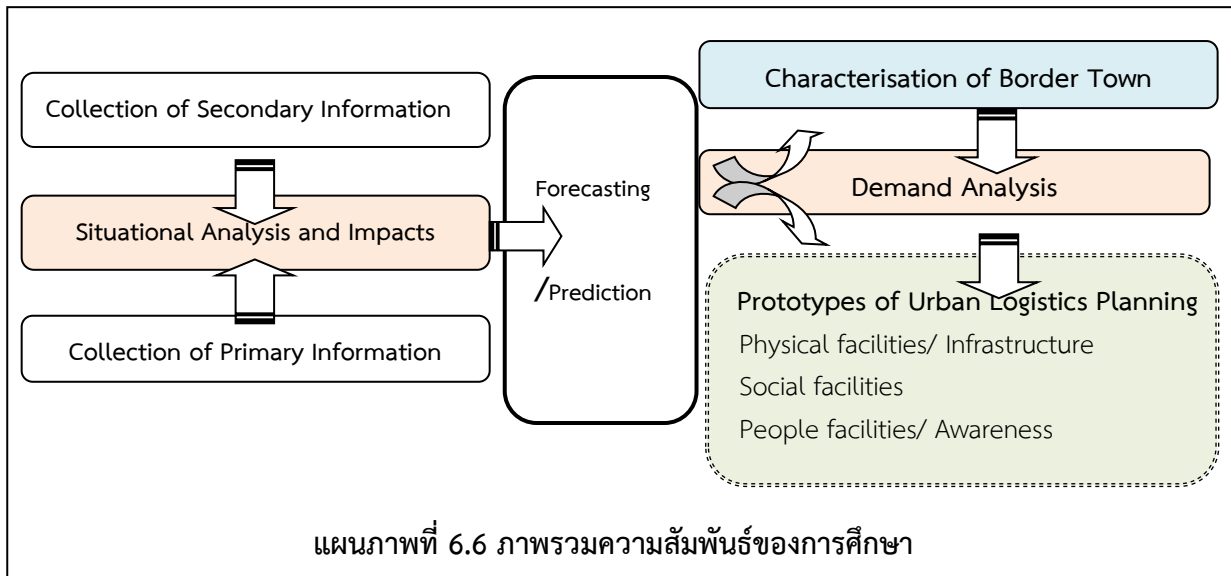 Collection of Secondary Information
Situational Analysis and Impacts
Collection of Primary Information
Forecasting
/Prediction
Characterisation of Border Town
Demand Analysis
Prototypes of Urban Logistics Planning
Physical facilities/ Infrastructure
Social facilities
People facilities/ Awareness
แผนภาพที่ 6.6 ภาพรวมความสัมพันธ์ของการศึกษา